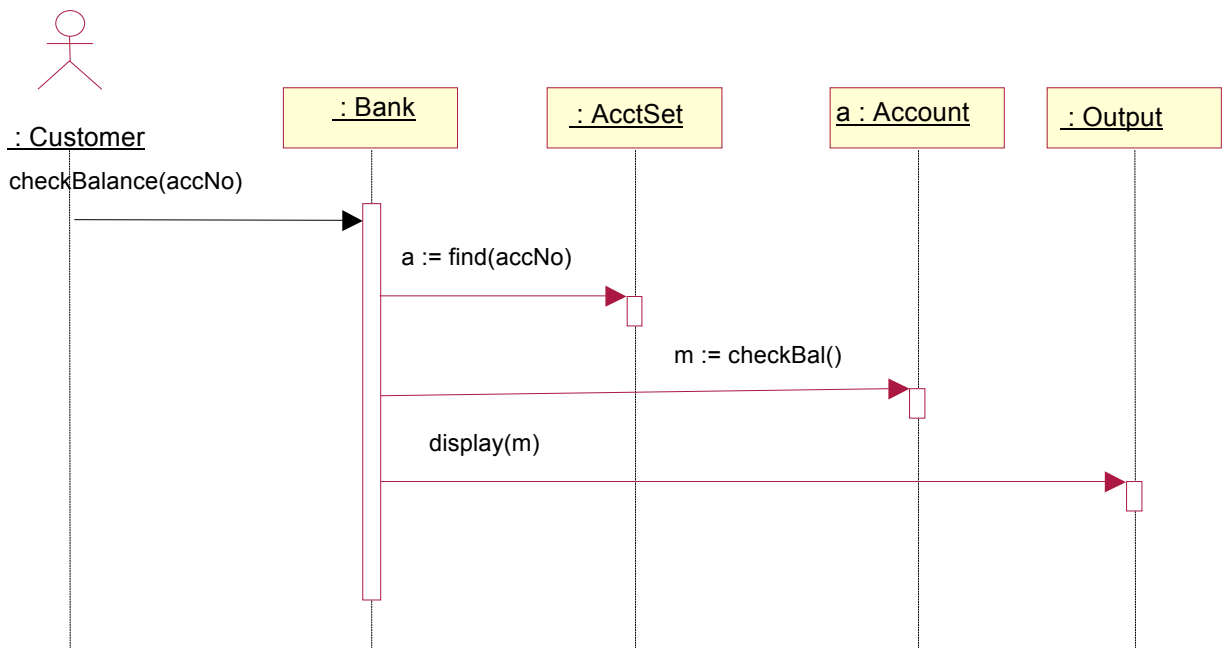 : Customer
: Bank
: AcctSet
a : Account
: Output
checkBalance(accNo)
a := find(accNo)
m := checkBal()
display(m)